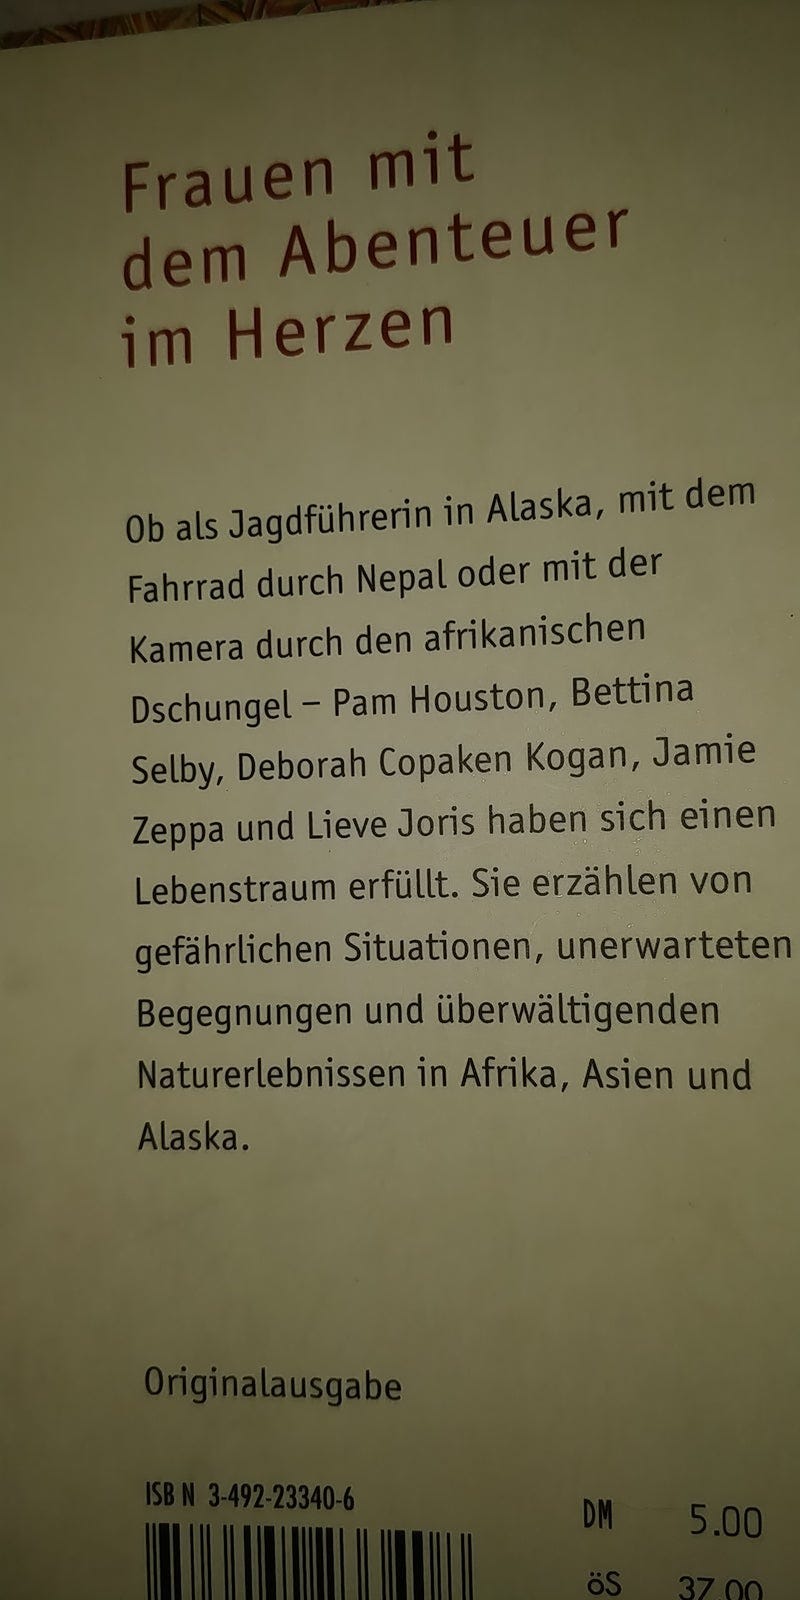 Frauen mit
dem Abenteuer
im Herzen
Ob als Jagdführerin in Alaska, mit dem
Fahrrad durch Nepal oder mit der
Kamera durch den afrikanischen
Dschungel – Pam Houston, Bettina
Selby, Deborah Copaken Kogan, Jamie
Zeppa und Lieve Joris haben sich einen
Lebenstraum erfüllt. Sie erzählen von
gefährlichen Situationen, unerwarteten
Begegnungen und überwältigenden
Naturerlebnissen in Afrika, Asien und
Alaska.
Originalausgabe
ISBN 3-492-23340-6
DM 5.00
öS 37.00